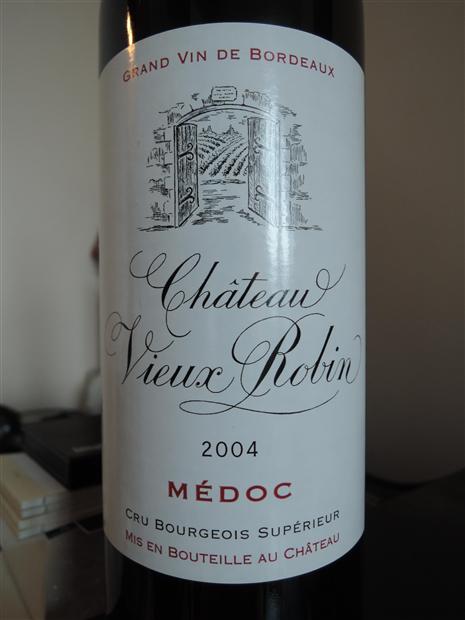 GRAND VIN DE BORDEAUX
Château
Vieux Robin
2004
MÉDOC
CRU BOURGEOIS SUPÉRIEUR
MIS EN BOUTEILLE AU CHÂTEAU